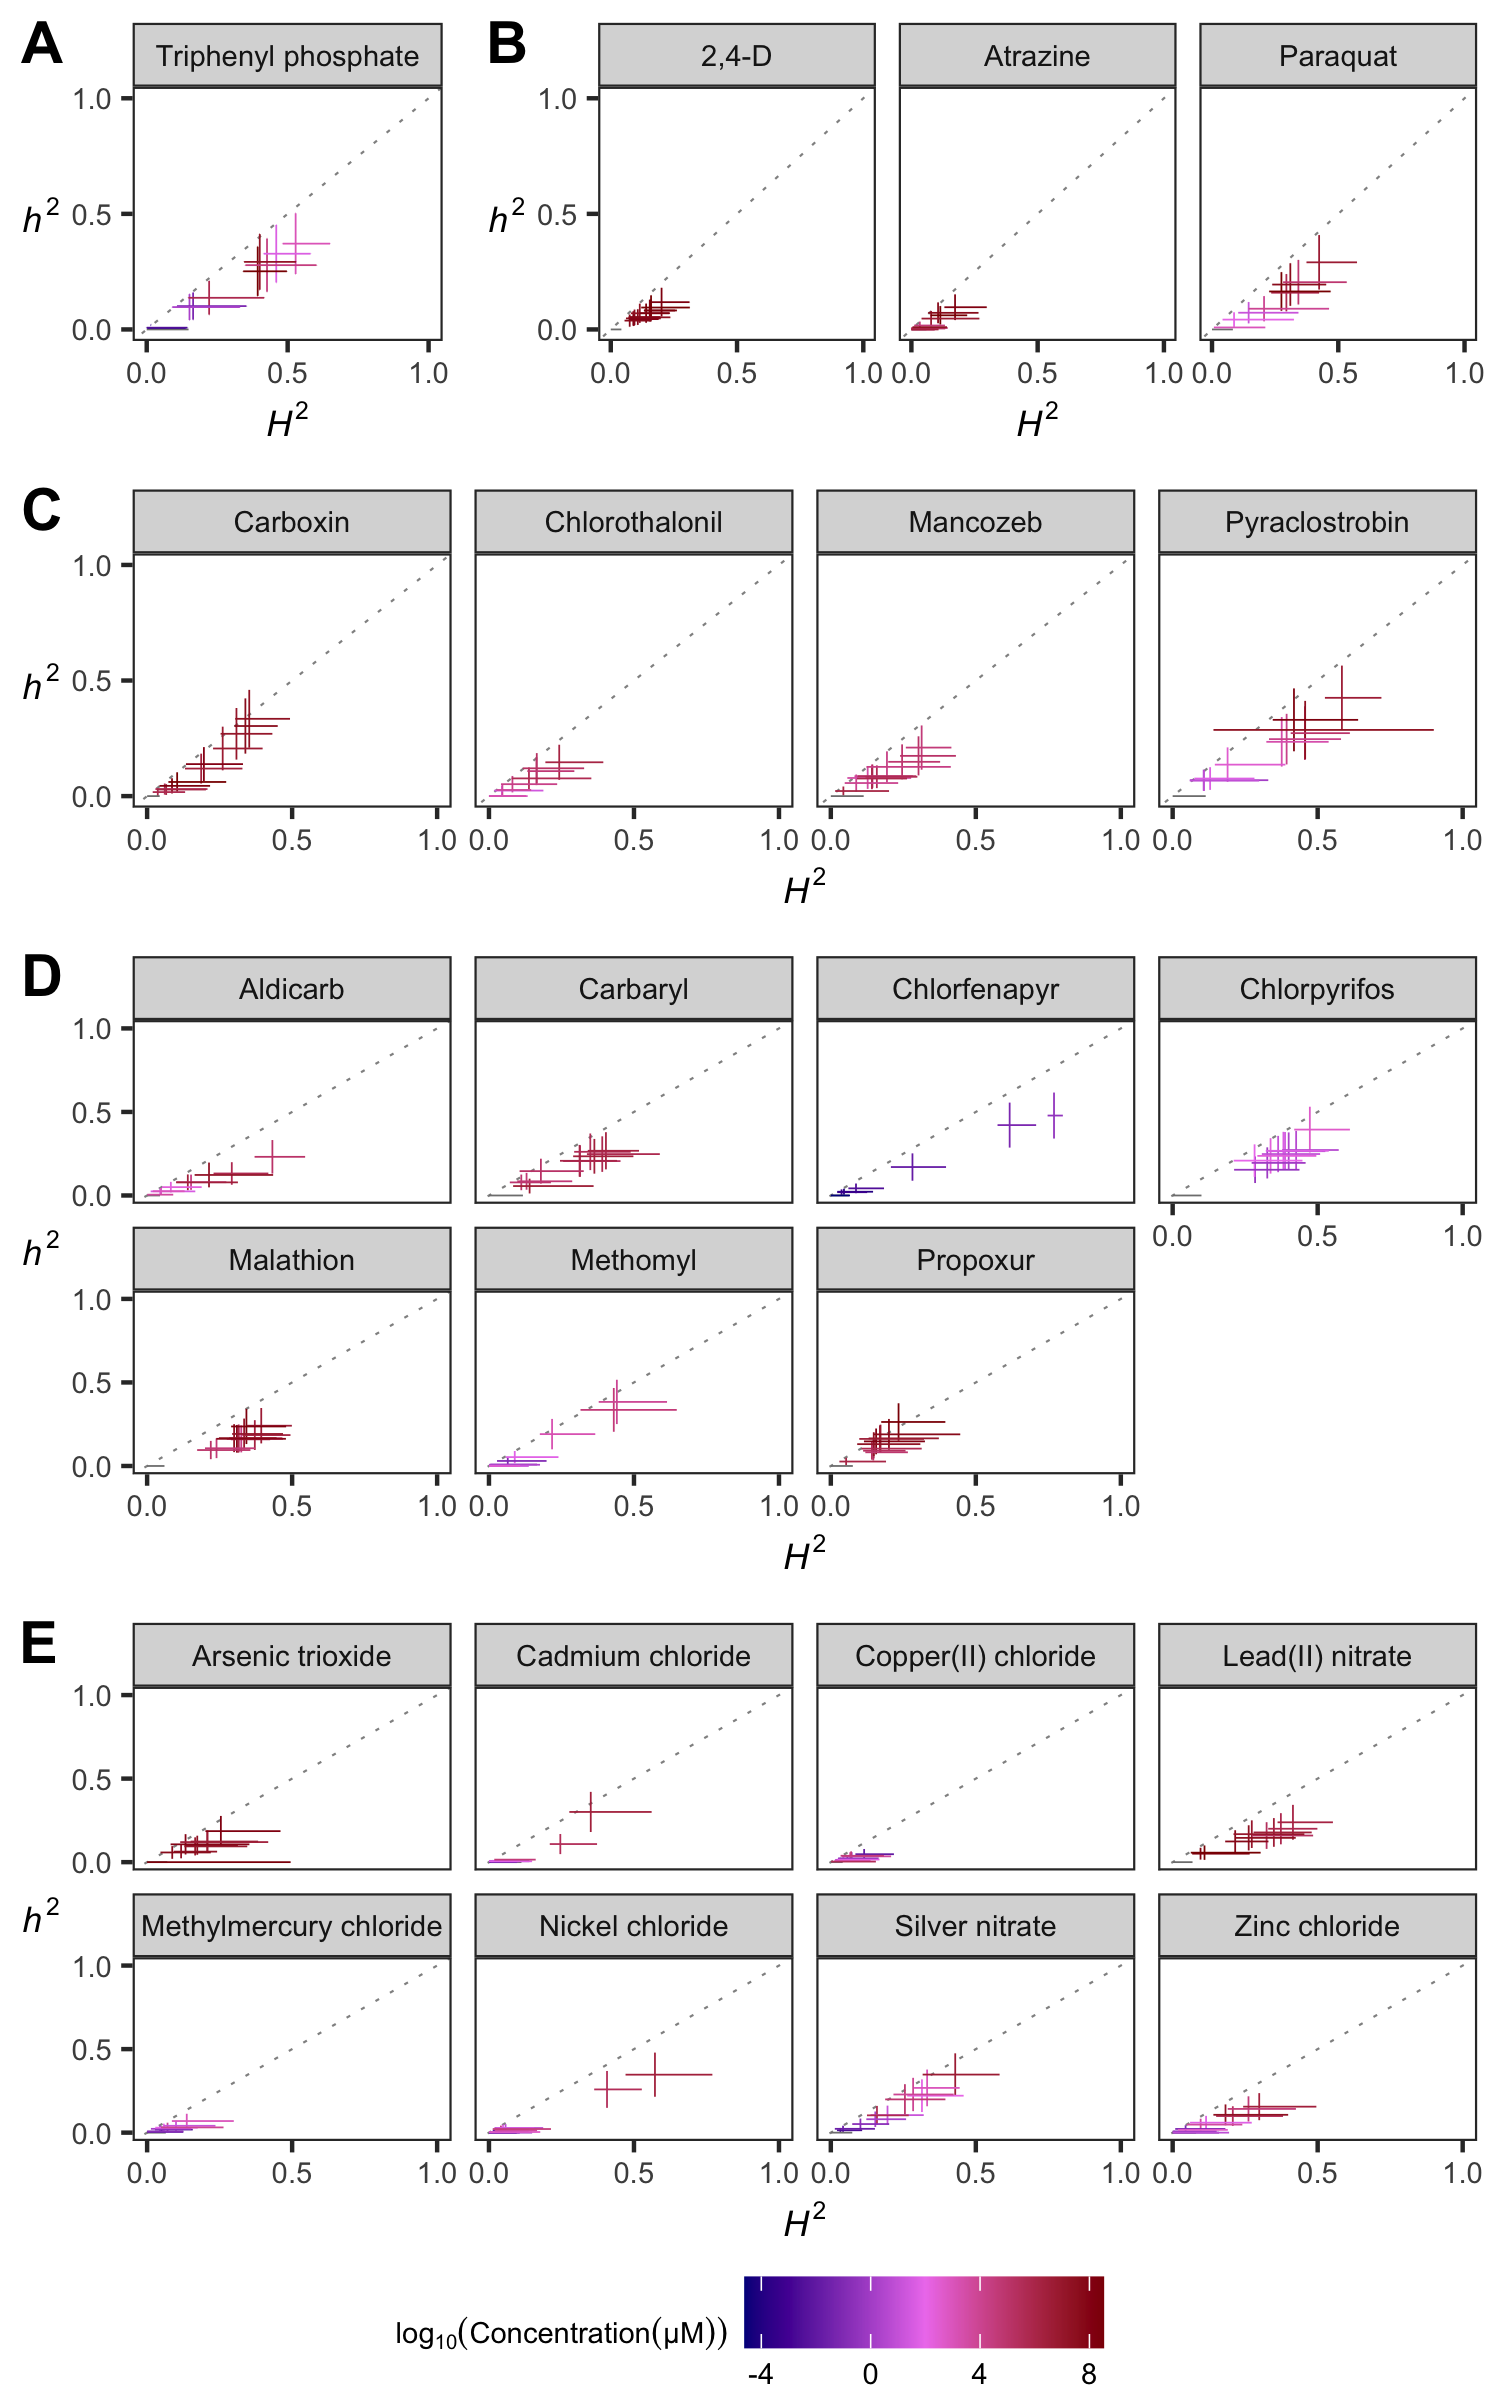 A
B
Triphenyl phosphate
2,4-D
Atrazine
Paraquat
1.0
0.5
0.0
h²
1.0
0.5
0.0
h²
0.0 0.5 1.0
0.0 0.5 1.0 0.0 0.5 1.0 0.0 0.5 1.0
H²
H²
C
Carboxin
Chlorothalonil
Mancozeb
Pyraclostrobin
1.0
h² 0.5
0.0
0.0 0.5 1.0 0.0 0.5 1.0 0.0 0.5 1.0 0.0 0.5 1.0
H²
D
Aldicarb
Carbaryl
Chlorfenapyr
Chlorpyrifos
1.0
0.5
0.0
0.0 0.5 1.0
h²
Malathion
Methomyl
Propoxur
1.0
0.5
0.0
0.0 0.5 1.0 0.0 0.5 1.0 0.0 0.5 1.0
H²
E
Arsenic trioxide
Cadmium chloride
Copper(II) chloride
Lead(II) nitrate
1.0
0.5
0.0
h²
Methylmercury chloride
Nickel chloride
Silver nitrate
Zinc chloride
1.0
0.5
0.0
0.0 0.5 1.0 0.0 0.5 1.0 0.0 0.5 1.0 0.0 0.5 1.0
H²
log₁₀(Concentration(µM))
-4 0 4 8